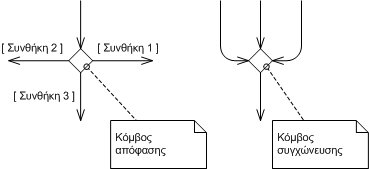 [ Συνθήκη 2 ]
[ Συνθήκη 1 ]
[ Συνθήκη 3 ]
Κόμβος
απόφασης
Κόμβος
συγχώνευσης